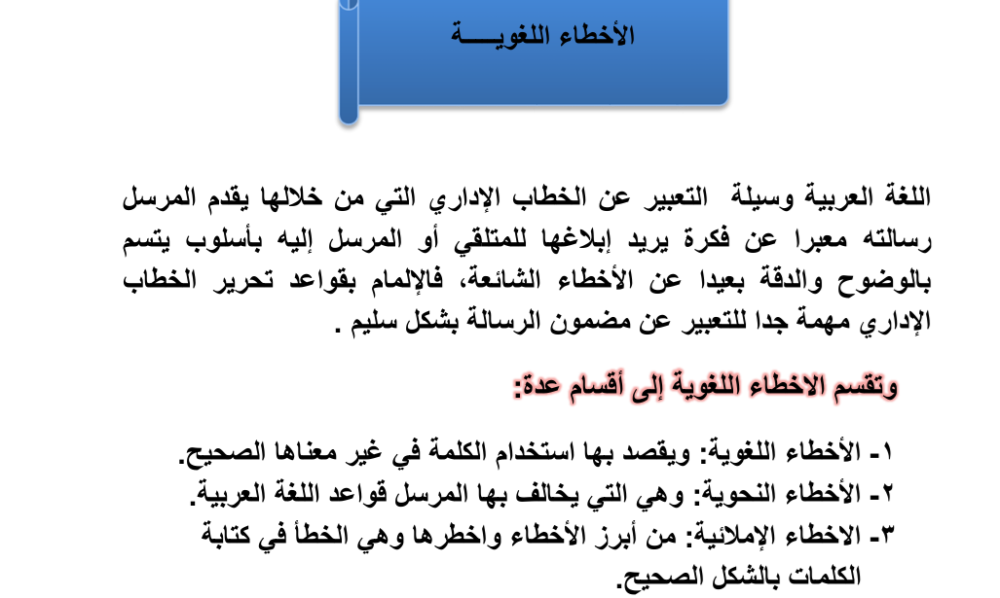 الأخطاء اللغويـــــة
اللغة العربية وسيلة التعبير عن الخطاب الإداري التي من خلالها يقدم المرسل
رسالته معبرا عن فكرة يريد إبلاغها للمتلقي أو المرسل إليه بأسلوب يتسم
بالوضوح والدقة بعيدا عن الأخطاء الشائعة، فالإلمام بقواعد تحرير الخطاب
الإداري مهمة جدا للتعبير عن مضمون الرسالة بشكل سليم .
وتقسم الاخطاء اللغوية إلى أقسام عدة:
١- الأخطاء اللغوية: ويقصد بها استخدام الكلمة في غير معناها الصحيح.
٢- الأخطاء النحوية: وهي التي يخالف بها المرسل قواعد اللغة العربية.
٣- الاخطاء الإملائية: من أبرز الأخطاء واخطرها وهي الخطأ في كتابة
الكلمات بالشكل الصحيح.